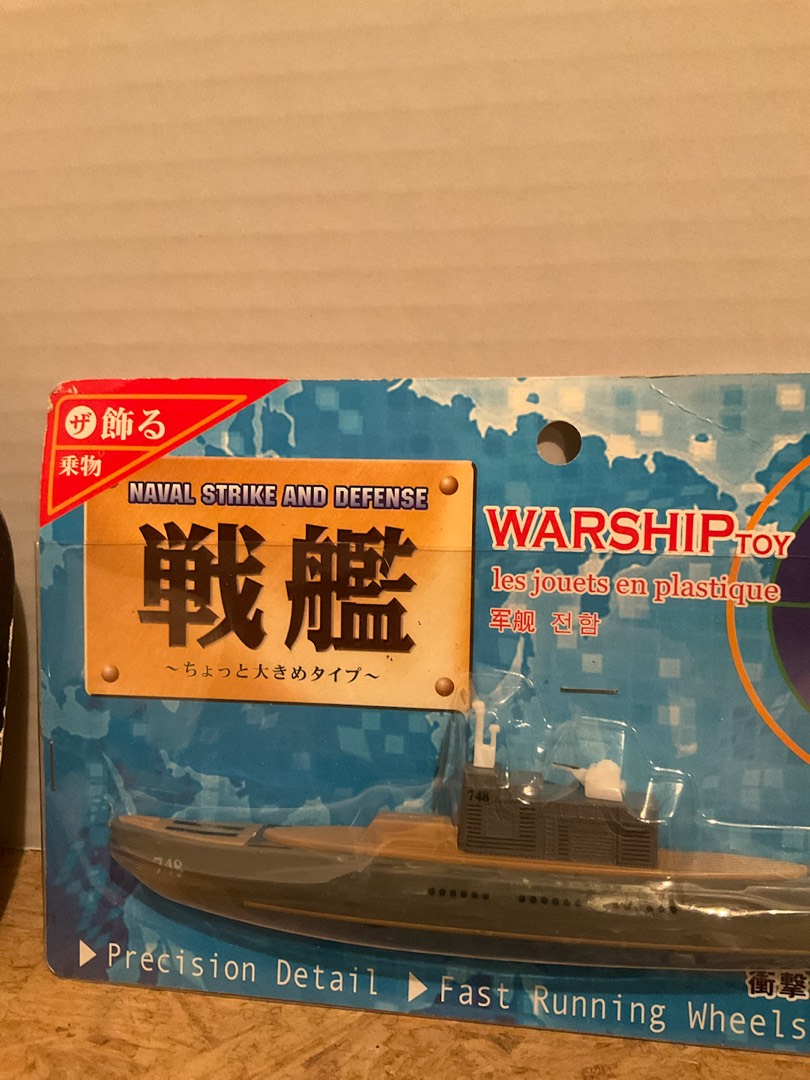 ザ 飾る
乗物
NAVAL STRIKE AND DEFENSE
戦艦
～ちょっと大きめタイプ～
WARSHIP TOY
les jouets en plastique
军舰 전함
748
748
▶ Precision Detail ▶ Fast Running Wheels
衝撃